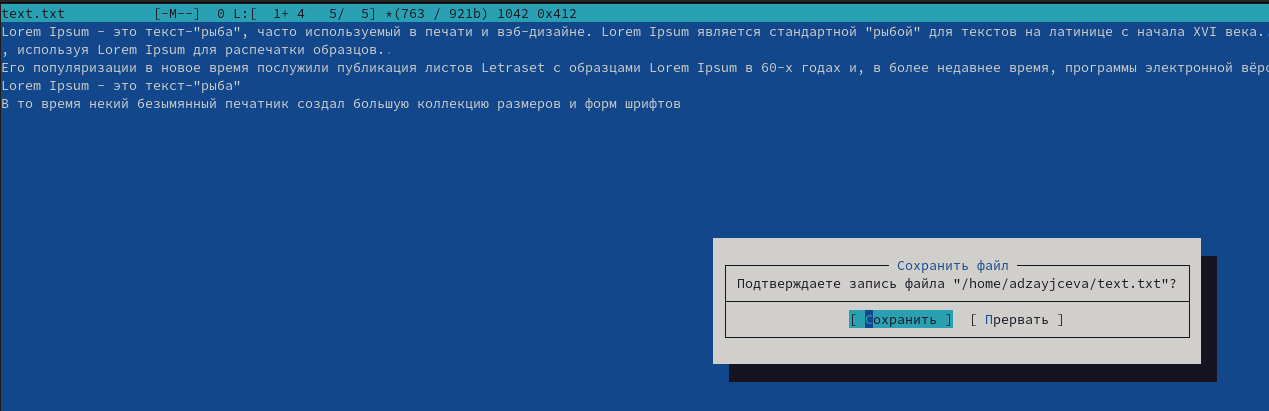 text.txt [-M--] 0 L:[ 1+ 4 5/ 5] *(763 / 921b) 1042 0x412
Lorem Ipsum - это текст-"рыба", часто используемый в печати и вэб-дизайне. Lorem Ipsum является стандартной "рыбой" для текстов на латинице с начала XVI века.
, используя Lorem Ipsum для распечатки образцов..
Его популяризации в новое время послужили публикация листов Letraset с образцами Lorem Ipsum в 60-х годах и, в более недавнее время, программы электронной вёрс
Lorem Ipsum - это текст-"рыба"
В то время некий безымянный печатник создал большую коллекцию размеров и форм шрифтов
Сохранить файл
Подтверждаете запись файла "/home/adzayjceva/text.txt"?
[ Сохранить ] [ Прервать ]